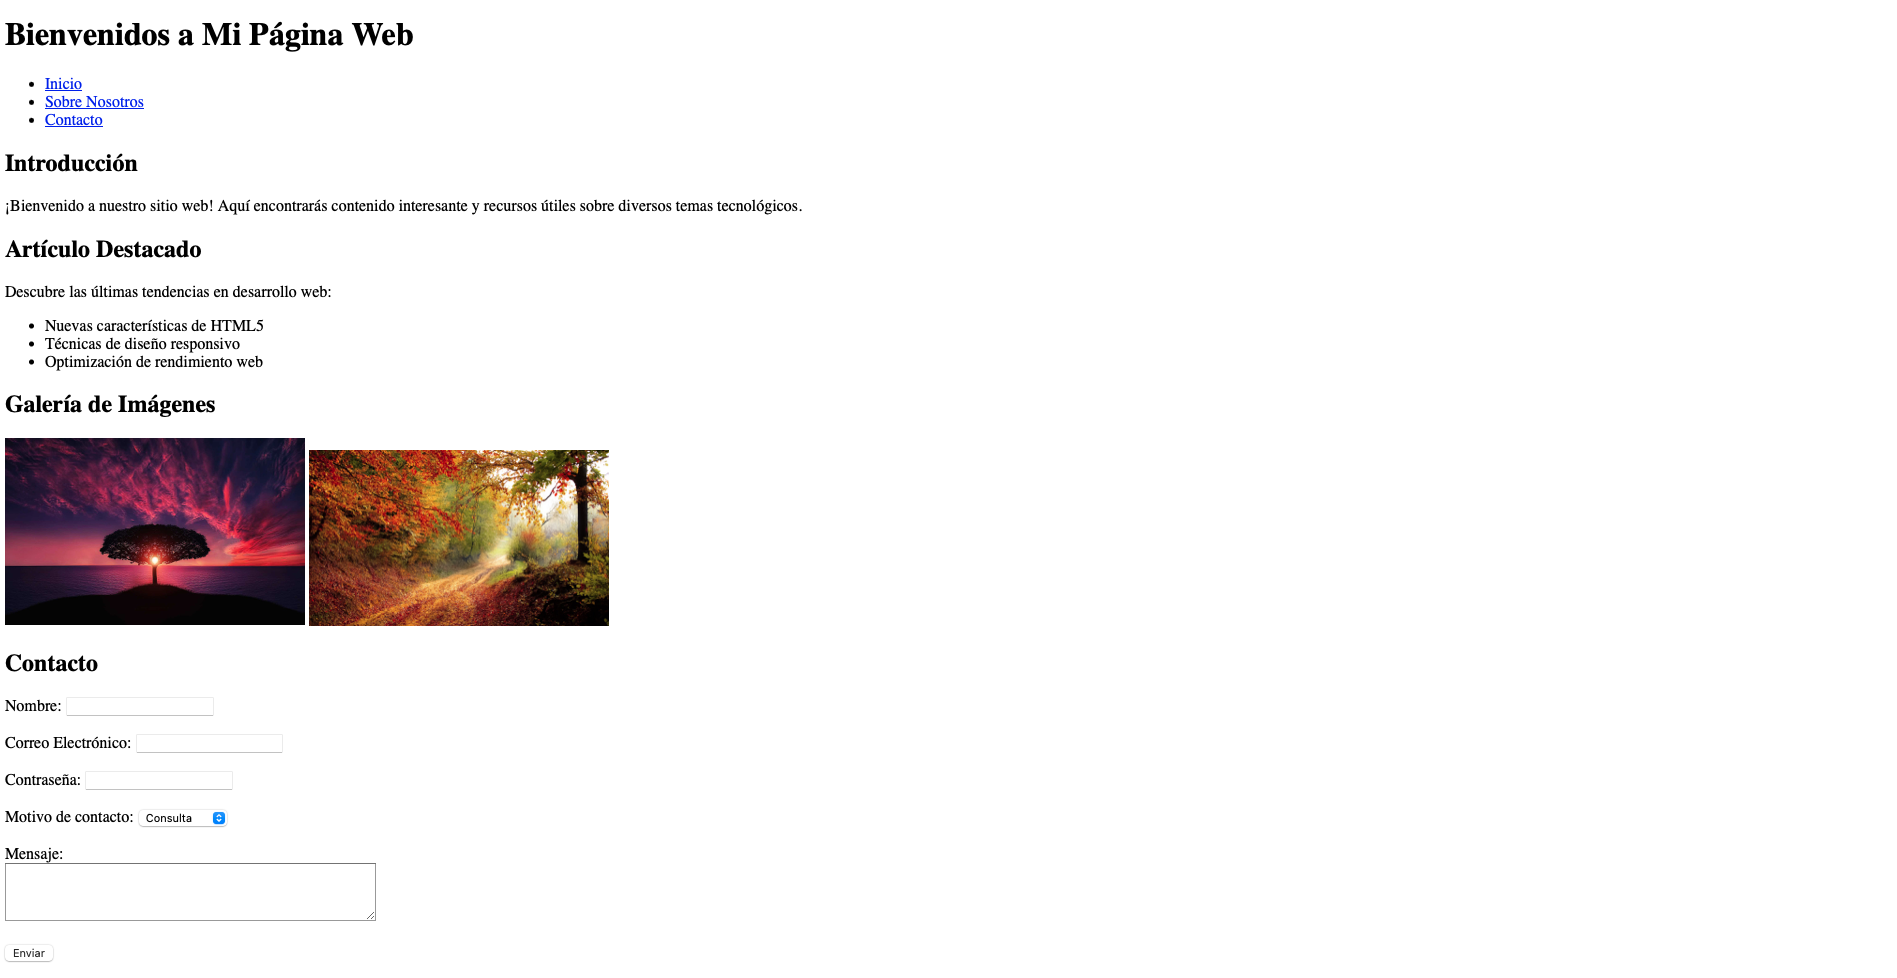 Bienvenidos a Mi Página Web
Inicio
Sobre Nosotros
Contacto
Introducción
¡Bienvenido a nuestro sitio web! Aquí encontrarás contenido interesante y recursos útiles sobre diversos temas tecnológicos.
Artículo Destacado
Descubre las últimas tendencias en desarrollo web:
Nuevas características de HTML5
Técnicas de diseño responsivo
Optimización de rendimiento web
Galería de Imágenes
Contacto
Nombre:
Correo Electrónico:
Contraseña:
Motivo de contacto: Consulta
Mensaje:
Enviar